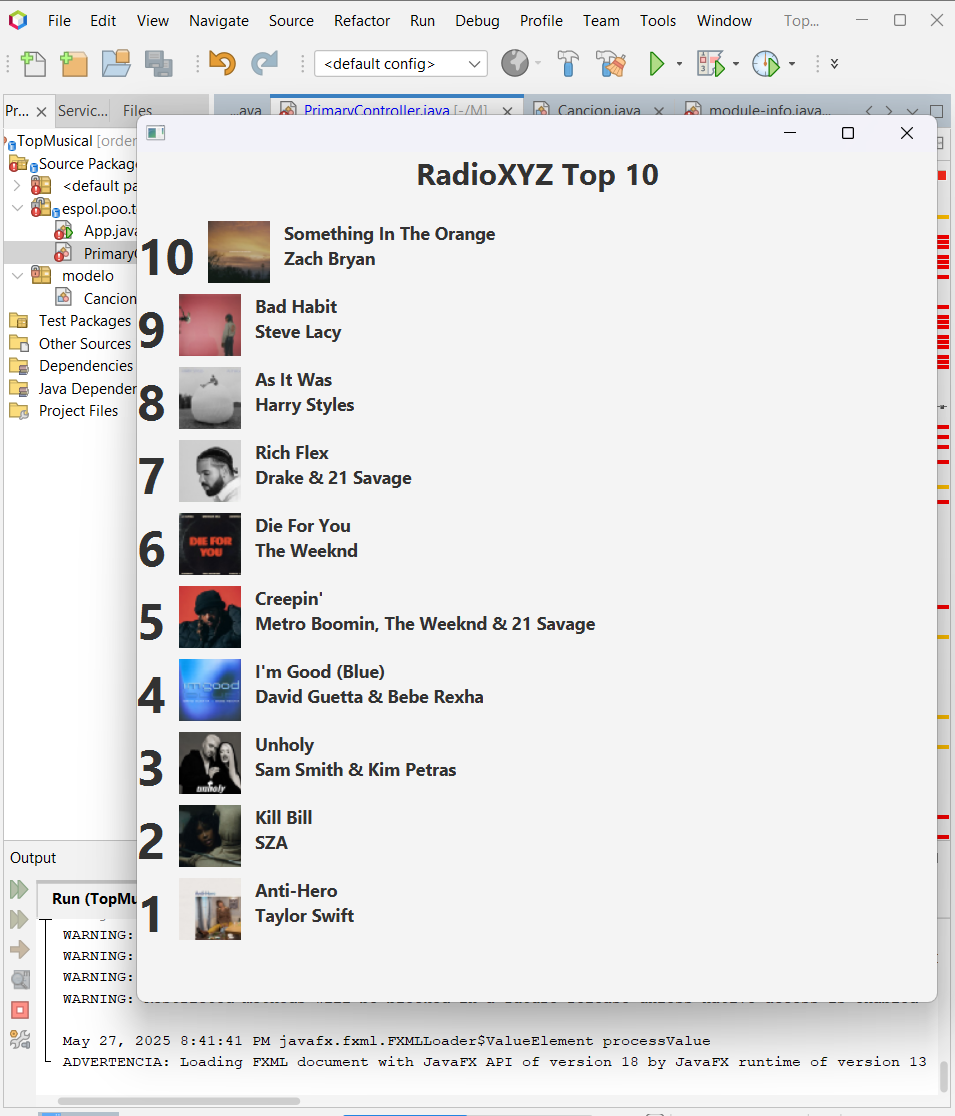 File Edit View Navigate Source Refactor Run Debug Profile Team Tools Window Top...
<default config>
Pr... Servic... Files ...ava PrimaryController.java [-/M] Cancion.java module-info.java
TopMusical [order
Source Package
<default pa
espol.poo.t
App.java
Primary
modelo
Cancion
Test Packages
Other Sources
Dependencies
Java Depender
Project Files
RadioXYZ Top 10
10
Something In The Orange
Zach Bryan
9
Bad Habit
Steve Lacy
8
As It Was
Harry Styles
7
Rich Flex
Drake & 21 Savage
6
DIE FOR
YOU
Die For You
The Weeknd
5
Creepin'
Metro Boomin, The Weeknd & 21 Savage
4
i'm good
I'm Good (Blue)
David Guetta & Bebe Rexha
3
unholy
Unholy
Sam Smith & Kim Petras
2
Kill Bill
SZA
1
Anti-Hero
Taylor Swift
Output
Run (TopMu
WARNING:
WARNING:
WARNING:
WARNING:
May 27, 2025 8:41:41 PM javafx.fxml.FXMLLoader$ValueElement processValue
ADVERTENCIA: Loading FXML document with JavaFX API of version 18 by JavaFX runtime of version 13